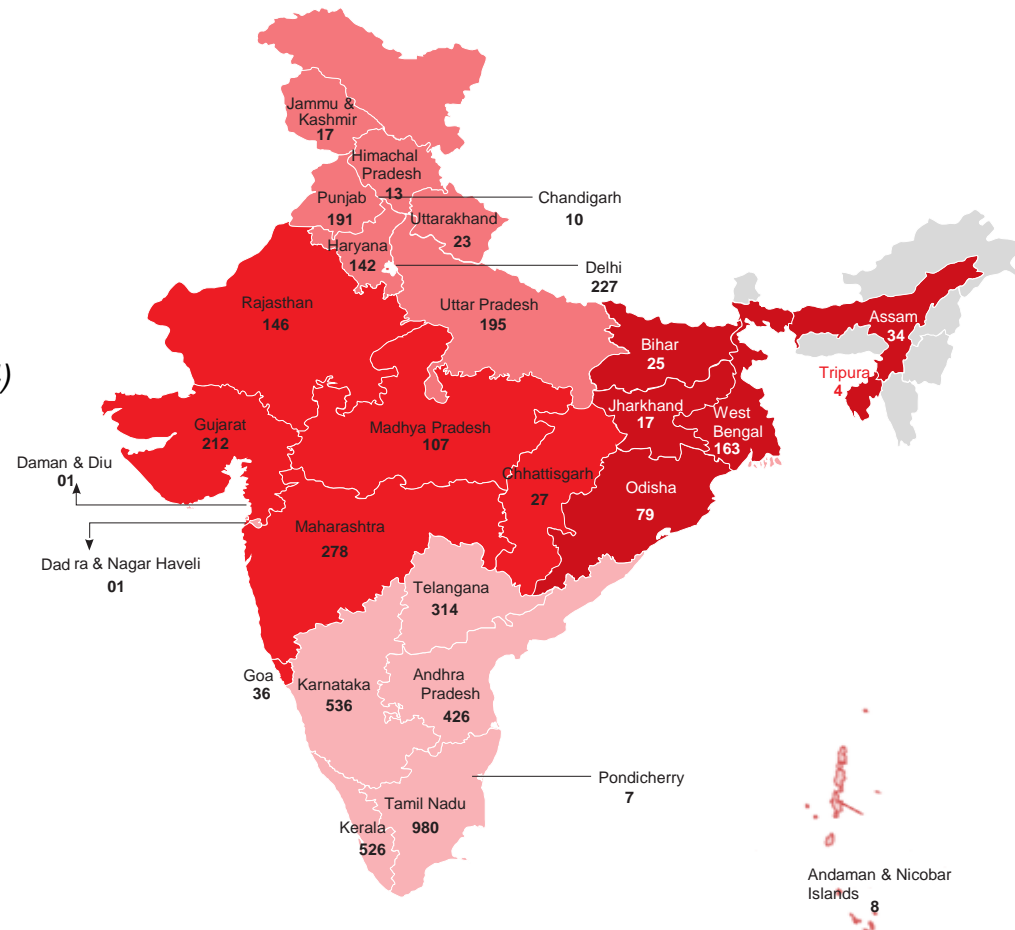 Jammu &
Kashmir
17
Himachal
Pradesh
13
Punjab
191
Chandigarh
10
Uttarakhand
23
Haryana
142
Delhi
227
Rajasthan
146
Uttar Pradesh
195
Assam
34
Bihar
25
)
Tripura
4
Jharkhand
17
West
Bengal
163
Gujarat
212
Madhya Pradesh
107
Daman & Diu
01
Chhattisgarh
27
Odisha
79
Maharashtra
278
Dad ra & Nagar Haveli
01
Telangana
314
Goa
36
Karnataka
536
Andhra
Pradesh
426
Pondicherry
7
Tamil Nadu
980
Kerala
526
Andaman & Nicobar
Islands
8